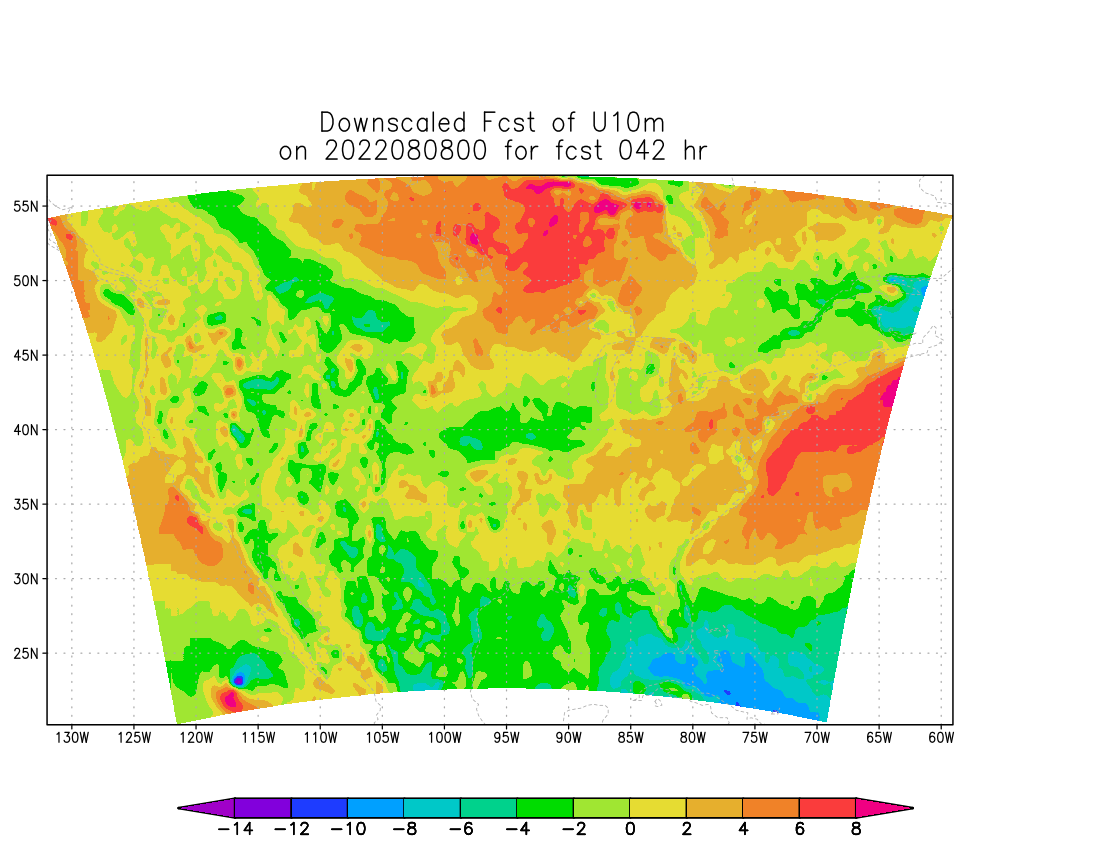 Downscaled Fcst of U10m
on 2022080800 for fcst 042 hr
55N
50N
45N
40N
35N
30N
25N
130W 125W 120W 115W 110W 105W 100W 95W 90W 85W 80W 75W 70W 65W 60W
-14 -12 -10 -8 -6 -4 -2 0 2 4 6 8